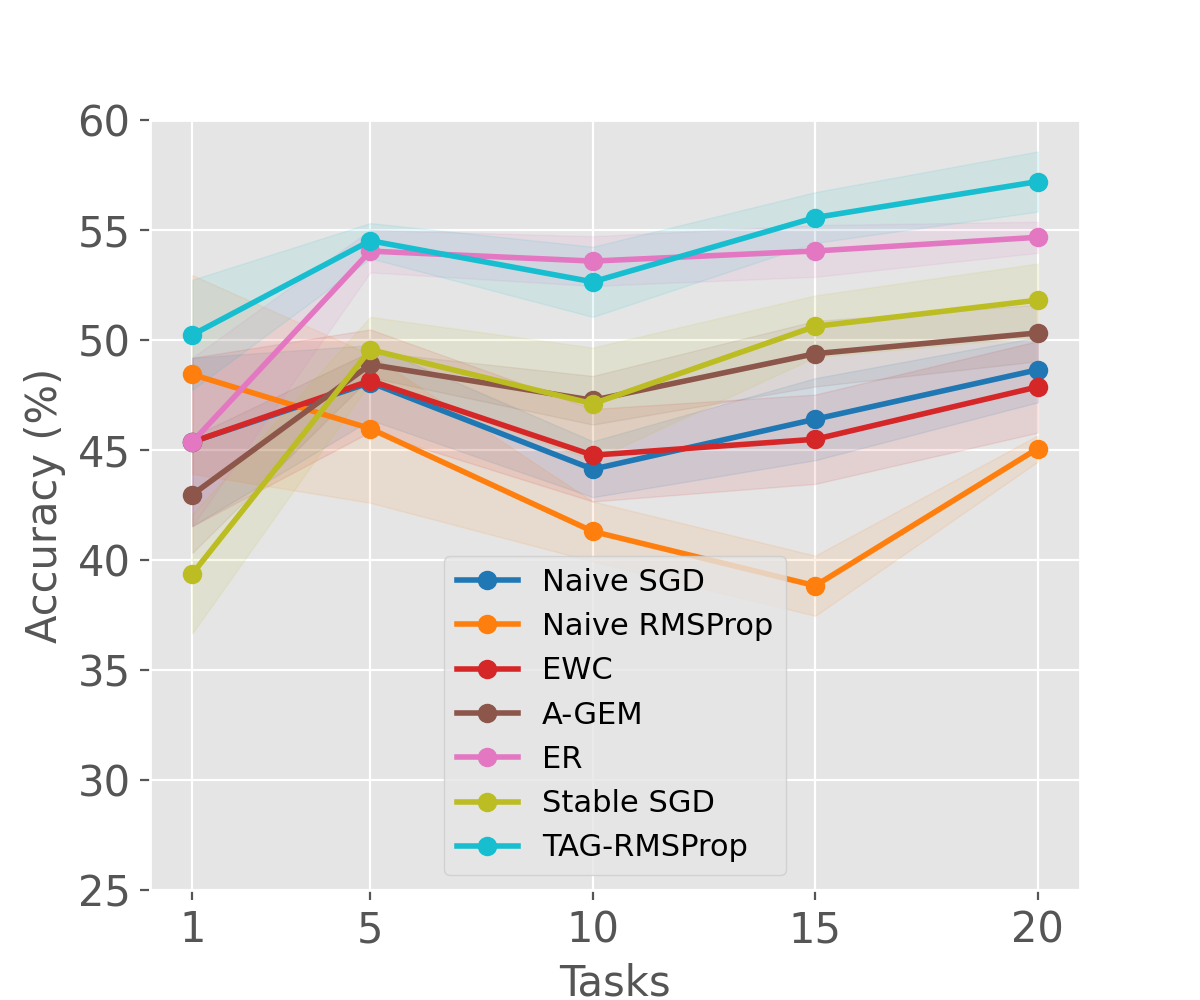 60
55
50
45
40
35
30
25
Accuracy (%)
Naive SGD
Naive RMSProp
EWC
A-GEM
ER
Stable SGD
TAG-RMSProp
1 5 10 15 20
Tasks